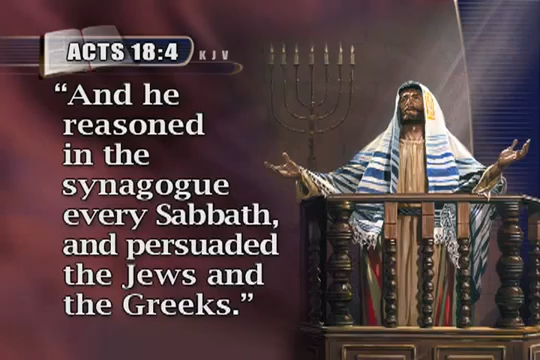 ACTS 18:4 KJV
“And he
reasoned
in the
synagogue
every Sabbath,
and persuaded
the Jews and
the Greeks.”